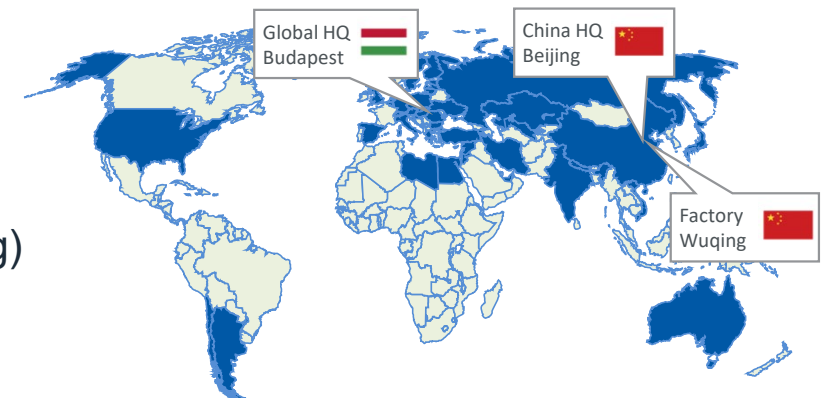 Global HQ
Budapest
China HQ
Beijing
Factory
Wuqing
g)